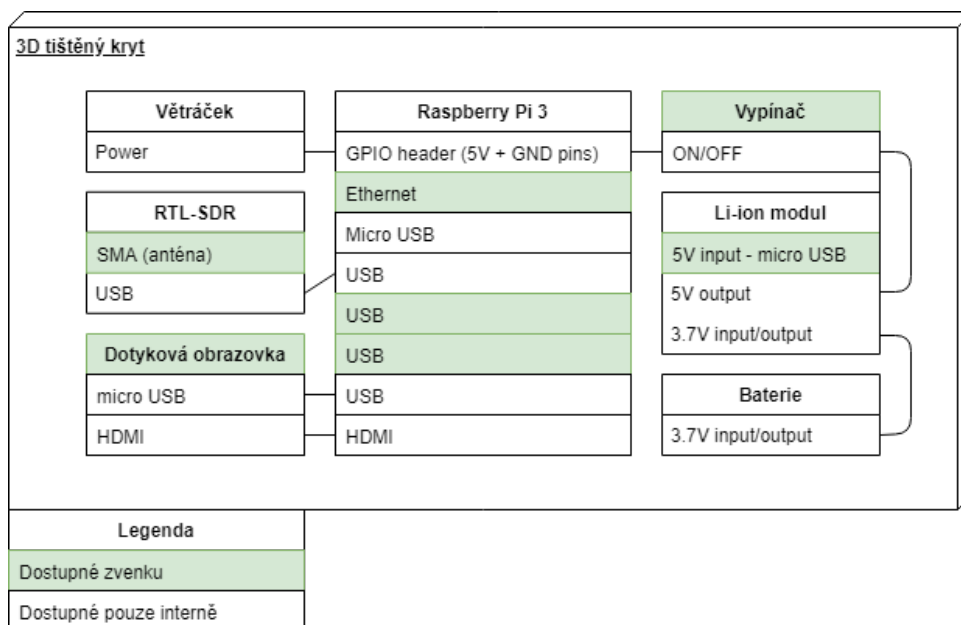 3D tištěný kryt
Větráček
Power
RTL-SDR
SMA (anténa)
USB
Dotyková obrazovka
micro USB
HDMI
Raspberry Pi 3
GPIO header (5V + GND pins)
Ethernet
Micro USB
USB
USB
USB
USB
HDMI
Vypínač
ON/OFF
Li-ion modul
5V input - micro USB
5V output
3.7V input/output
Baterie
3.7V input/output
Legenda
Dostupné zvenku
Dostupné pouze interně